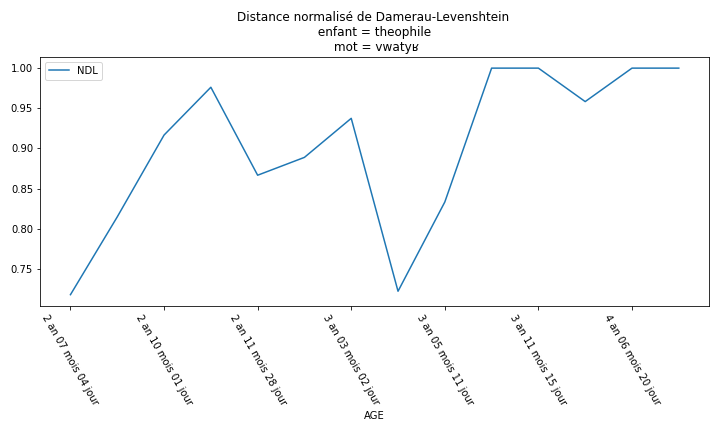 Distance normalisé de Damerau-Levenshtein
enfant = theophile
mot = vwatyʁ
NDL
1.00
0.95
0.90
0.85
0.80
0.75
2 an 07 mois 04 jour
2 an 10 mois 01 jour
2 an 11 mois 28 jour
3 an 03 mois 02 jour
3 an 05 mois 11 jour
3 an 11 mois 15 jour
4 an 06 mois 20 jour
AGE